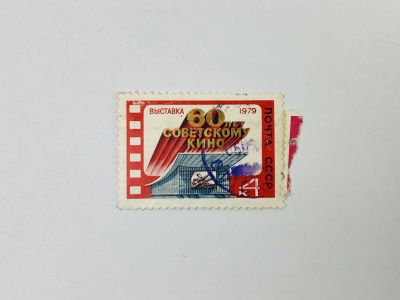 ВЫСТАВКА 1979
60 лет
СОВЕТСКОМУ
КИНО
ПОЧТА СССР
4
к